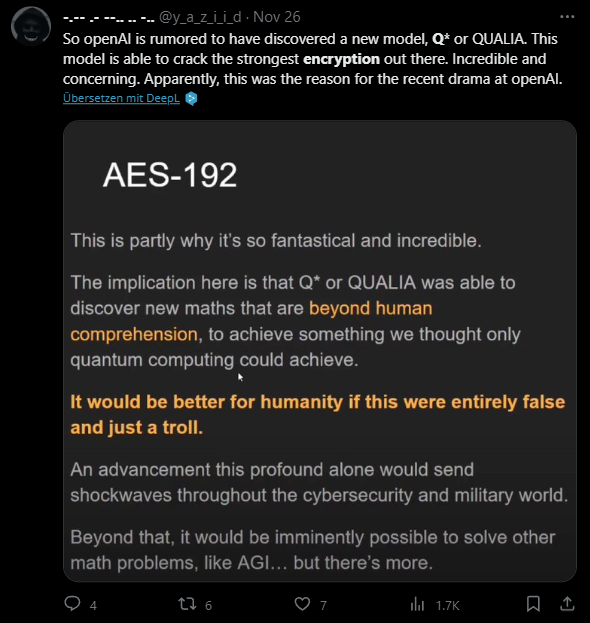 -.-- .- --.. .. -.. @y_a_z_i_i_d · Nov 26
So openAI is rumored to have discovered a new model, Q* or QUALIA. This
model is able to crack the strongest encryption out there. Incredible and
concerning. Apparently, this was the reason for the recent drama at openAI.
Übersetzen mit DeepL
AES-192
This is partly why it's so fantastical and incredible.
The implication here is that Q* or QUALIA was able to
discover new maths that are beyond human
comprehension, to achieve something we thought only
quantum computing could achieve.
It would be better for humanity if this were entirely false
and just a troll.
An advancement this profound alone would send
shockwaves throughout the cybersecurity and military world.
Beyond that, it would be imminently possible to solve other
math problems, like AGI... but there's more.
4 6 7 1.7K